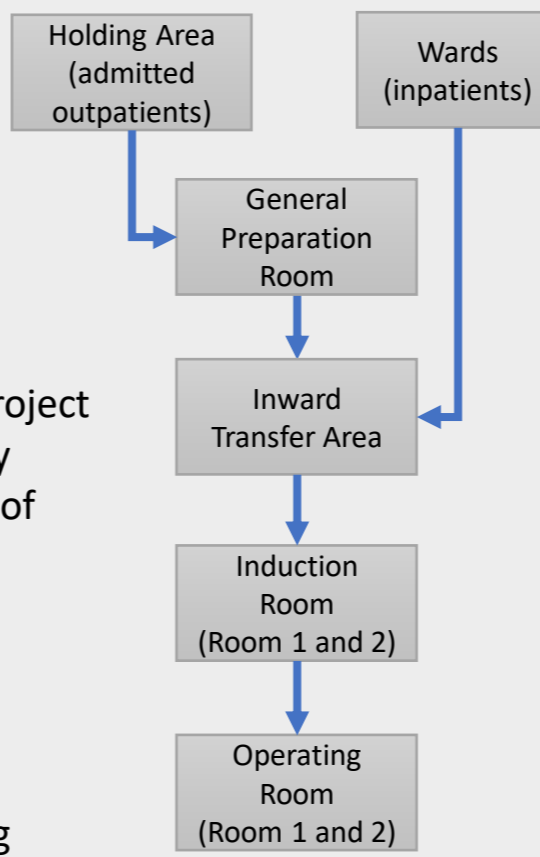 Holding Area
(admitted
outpatients)
Wards
(inpatients)
General
Preparation
Room
Inward
Transfer Area
Induction
Room
(Room 1 and 2)
Operating
Room
(Room 1 and 2)
of